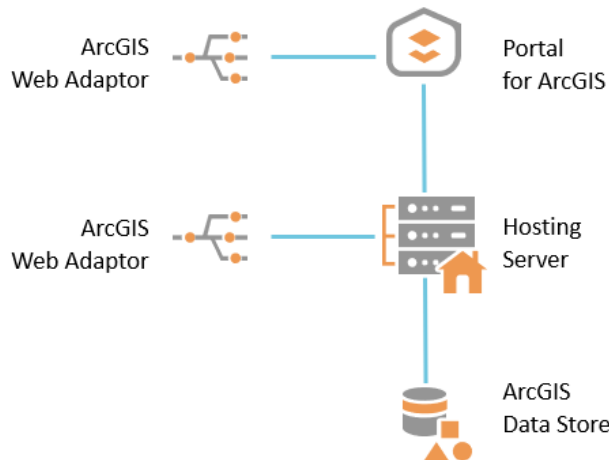 ArcGIS
Web Adaptor
Portal
for ArcGIS
ArcGIS
Web Adaptor
Hosting
Server
ArcGIS
Data Store